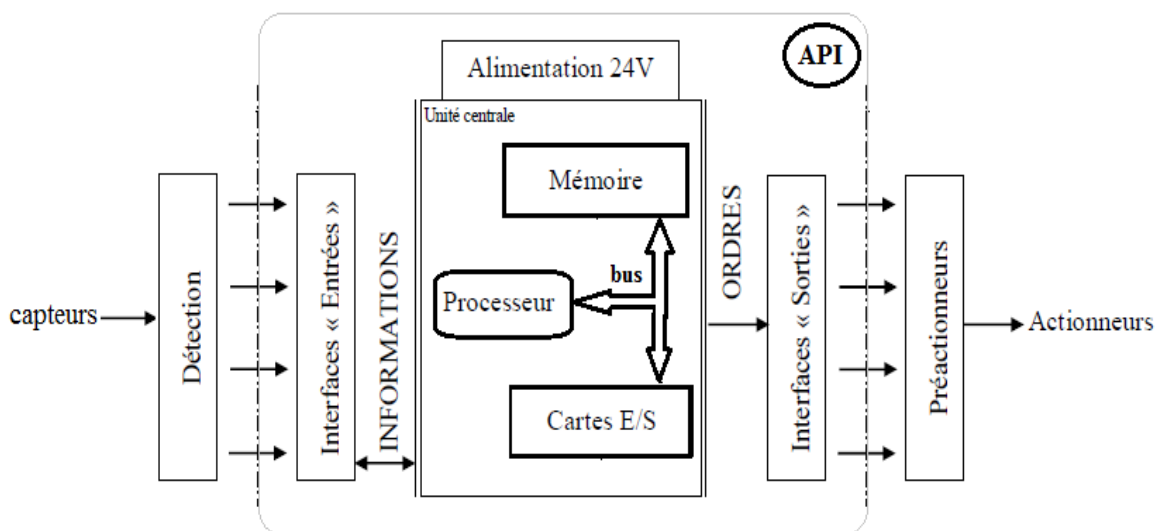 API
Alimentation 24V
Unité centrale
Mémoire
bus
Processeur
Cartes E/S
capteurs
Détection
Interfaces « Entrées »
INFORMATIONS
ORDRES
Interfaces « Sorties »
Préactionneurs
Actionneurs